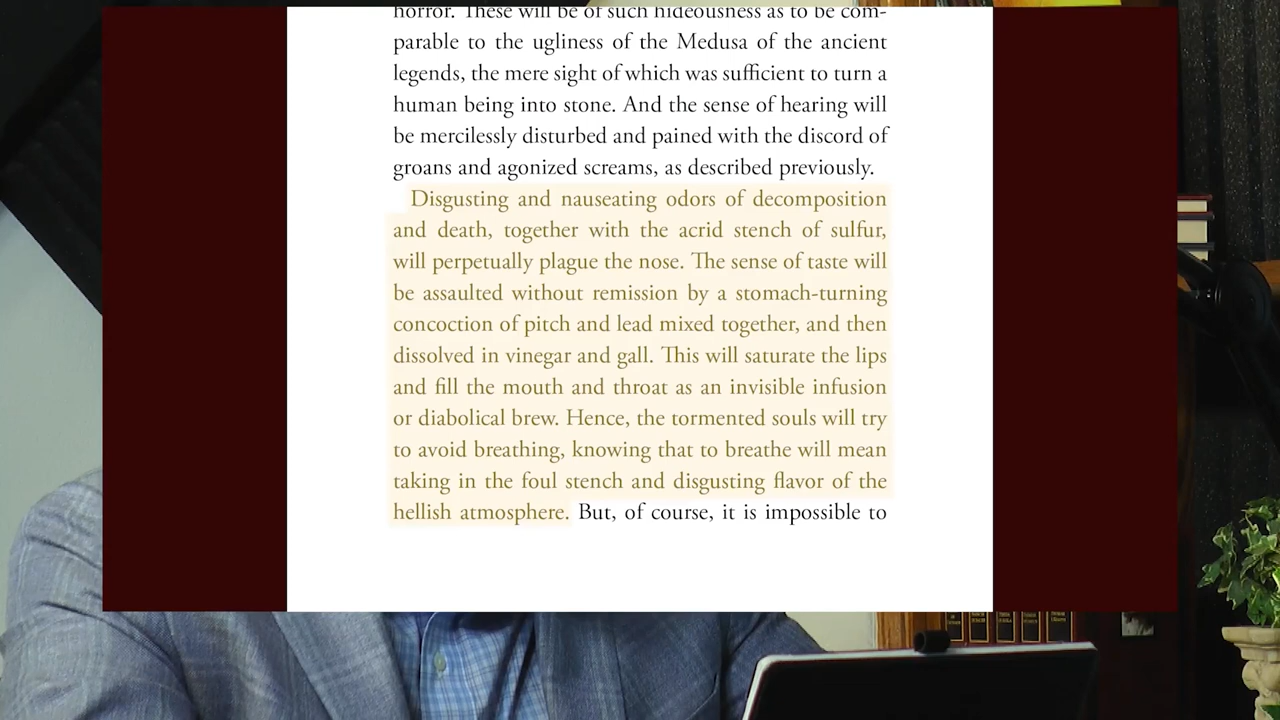 horror. These will be of such hideousness as to be com-
parable to the ugliness of the Medusa of the ancient
legends, the mere sight of which was sufficient to turn a
human being into stone. And the sense of hearing will
be mercilessly disturbed and pained with the discord of
groans and agonized screams, as described previously.
Disgusting and nauseating odors of decomposition
and death, together with the acrid stench of sulfur,
will perpetually plague the nose. The sense of taste will
be assaulted without remission by a stomach-turning
concoction of pitch and lead mixed together, and then
dissolved in vinegar and gall. This will saturate the lips
and fill the mouth and throat as an invisible infusion
or diabolical brew. Hence, the tormented souls will try
to avoid breathing, knowing that to breathe will mean
taking in the foul stench and disgusting flavor of the
hellish atmosphere. But, of course, it is impossible to